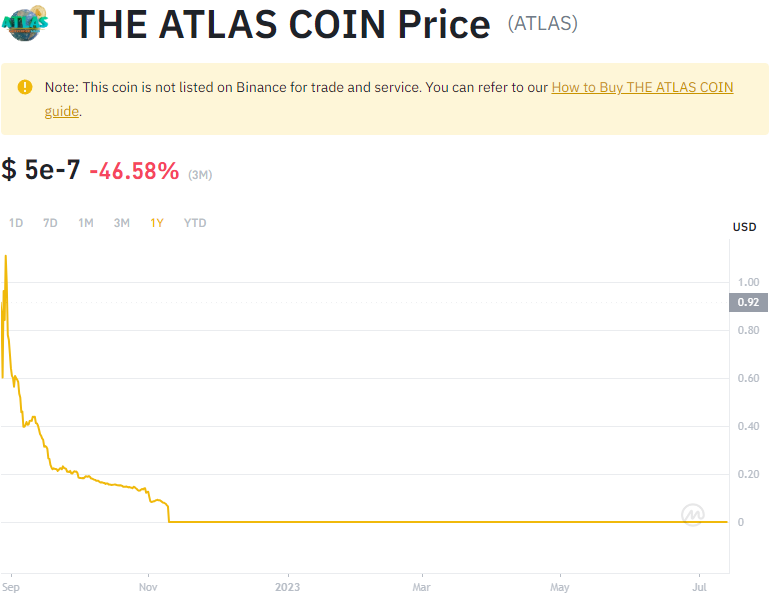 ATLAS
THE ATLAS COIN Price (ATLAS)
Note: This coin is not listed on Binance for trade and service. You can refer to our How to Buy THE ATLAS COIN
guide.
$ 5e-7 -46.58% (3M)
1D 7D 1M 3M 1Y YTD
USD
1.00
0.92
0.80
0.60
0.40
0.20
0
Sep Nov 2023 Mar May Jul